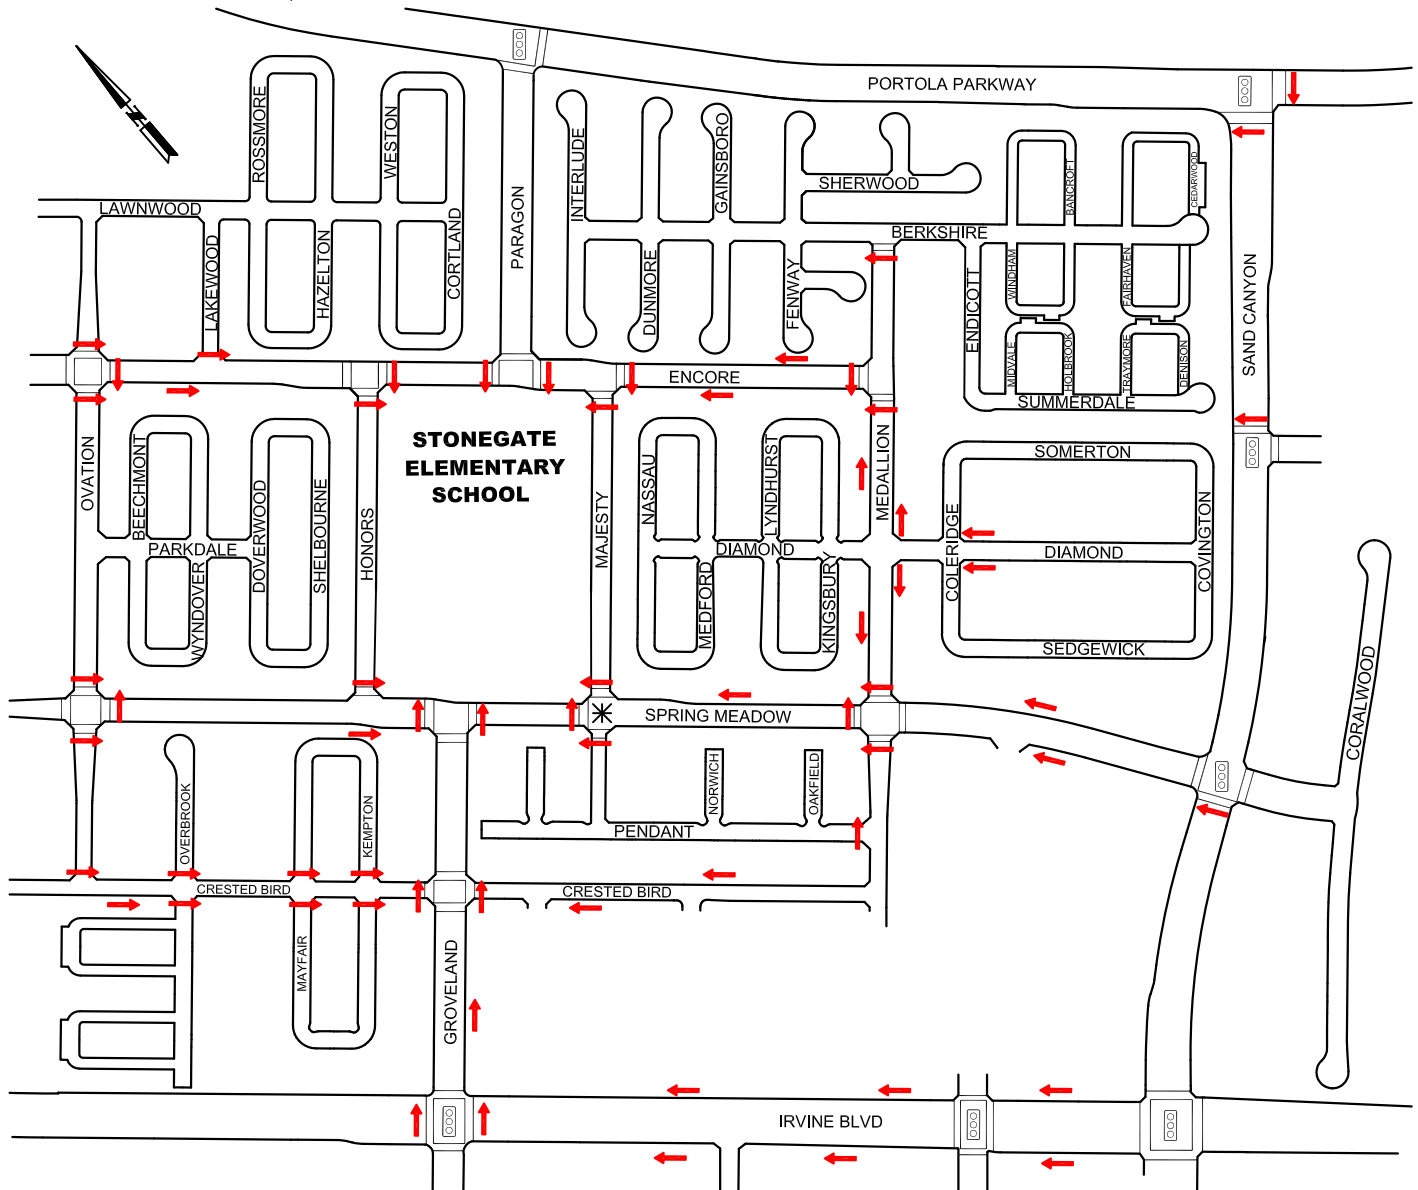 PORTOLA PARKWAY
N
ROSSMORE
WESTON
LAWNWOOD
LAKEWOOD
HAZELTON
CORTLAND
PARAGON
INTERLUDE
GAINSBORO
DUNMORE
FENWAY
SHERWOOD
BERKSHIRE
BANCROFT
CEDARWOOD
ENDICOTT
WINDHAM
FAIRHAVEN
MIDVALE
HOLBROOK
TRAYMORE
DENISON
SUMMERDALE
SAND CANYON
ENCORE
STONEGATE
ELEMENTARY
SCHOOL
OVATION
BEECHMONT
PARKDALE
WYNDOVER
DOVERWOOD
SHELBOURNE
HONORS
MAJESTY
NASSAU
LYNDHURST
DIAMOND
MEDFORD
KINGSBURY
MEDALLION
SOMERTON
COLERIDGE
DIAMOND
COVINGTON
SEDGEWICK
CORALWOOD
SPRING MEADOW
OVERBROOK
KEMPTON
NORWICH
OAKFIELD
PENDANT
CRESTED BIRD
CRESTED BIRD
MAYFAIR
GROVELAND
IRVINE BLVD